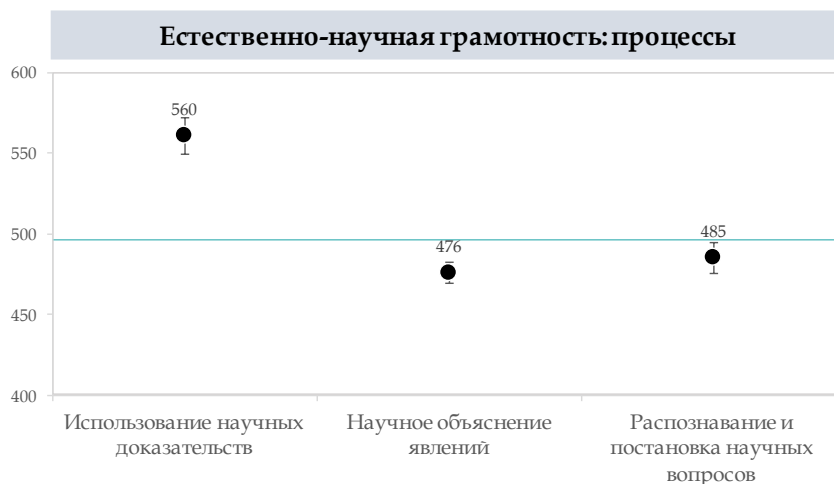 Естественно-научная грамотность: процессы
600
560
550
500
476
485
450
400
Использование научных
доказательств
Научное объяснение
явлений
Распознавание и
постановка научных
вопросов